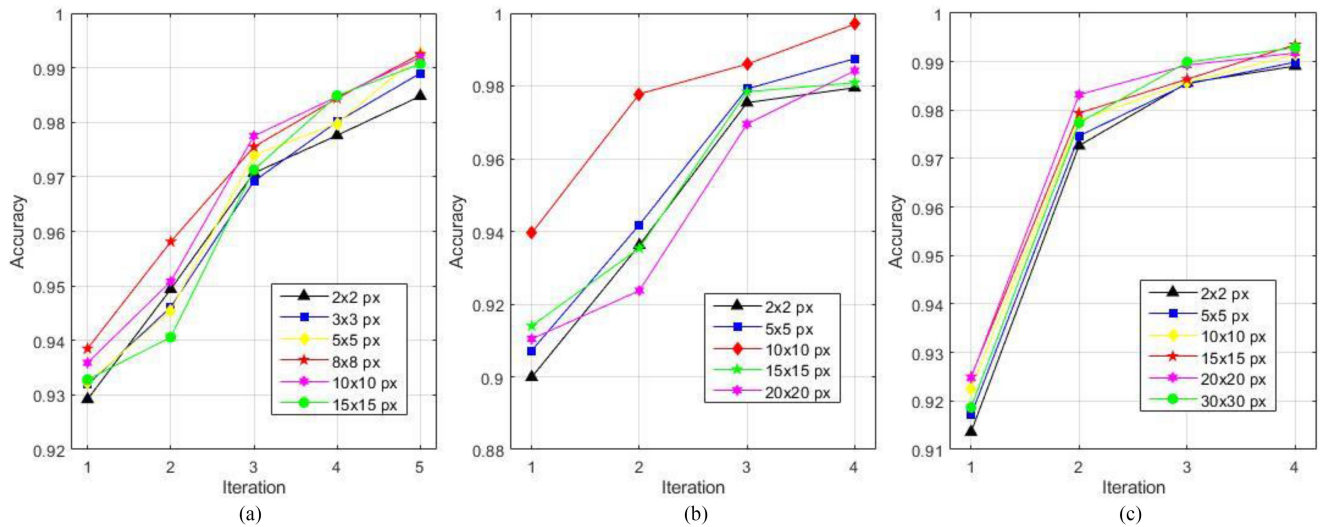 1
0.99
0.98
0.97
0.96
0.95
0.94
0.93
0.92
Accuracy
1
2
3
4
5
Iteration
2x2 px
3x3 px
5x5 px
8x8 px
10x10 px
15x15 px
(a)
1
0.98
0.96
0.94
0.92
0.9
0.88
Accuracy
1
2
3
4
Iteration
2x2 px
5x5 px
10x10 px
15x15 px
20x20 px
(b)
1
0.99
0.98
0.97
0.96
0.95
0.94
0.93
0.92
0.91
Accuracy
1
2
3
4
Iteration
2x2 px
5x5 px
10x10 px
15x15 px
20x20 px
30x30 px
(c)